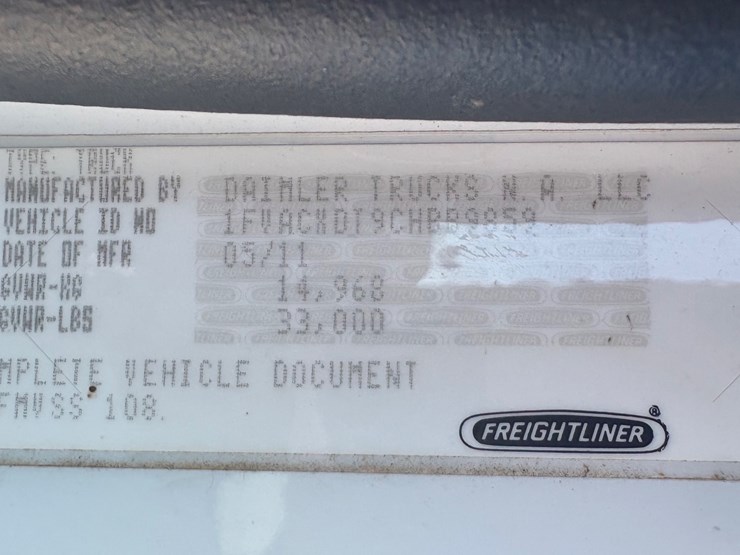 TYPE: TRUCK
MANUFACTURED BY DAIMLER TRUCKS N. A. LLC
VEHICLE ID NO 1FVACXDT9CHBB9859
DATE OF MFR 05/11
GVWR-KG 14,968
GVWR-LBS 33,000
MPLETE VEHICLE DOCUMENT
FMVSS 108.
FREIGHTLINER®